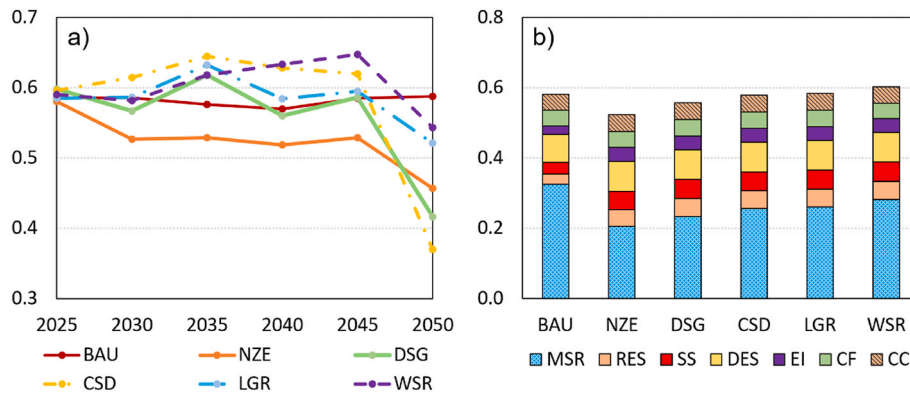 0.7
a)
0.6
0.5
0.4
0.3
2025 2030 2035 2040 2045 2050
BAU NZE DSG
CSD LGR WSR
0.8
b)
0.6
0.4
0.2
0.0
BAU NZE DSG CSD LGR WSR
MSR RES SS DES EI CF CC